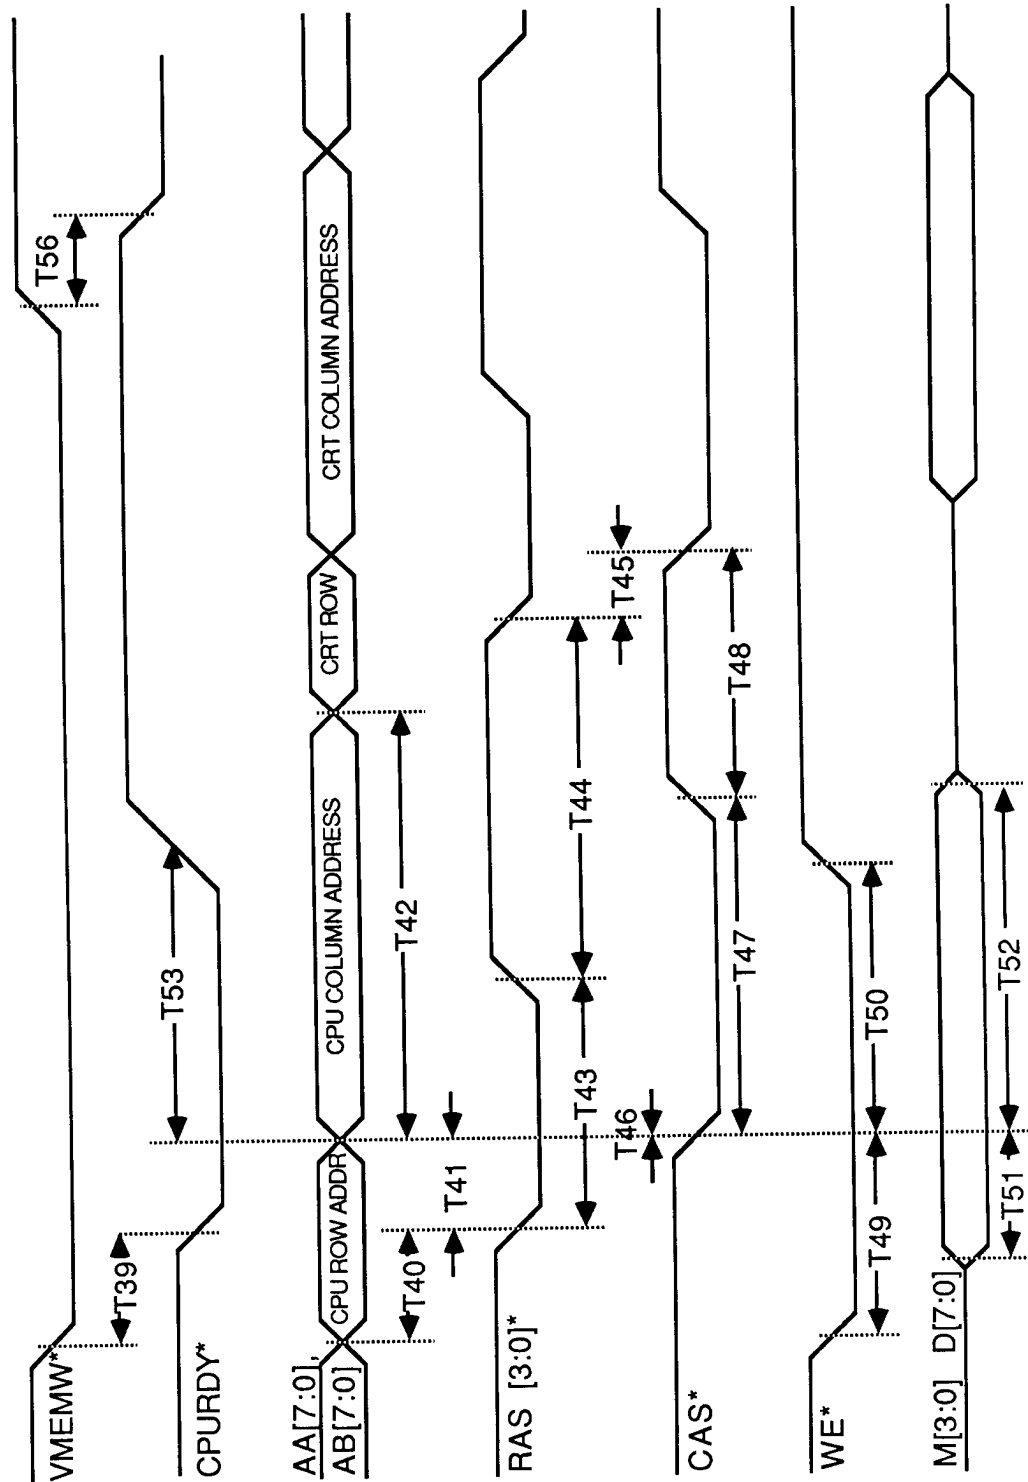 VMEMW*
T39
T56
CPURDY*
T53
AA[7:0],
AB[7:0]
CPU ROW ADDR
CPU COLUMN ADDRESS
CRT ROW
CRT COLUMN ADDRESS
T40
T41
T42
RAS [3:0]*
T43
T44
T45
CAS*
T46
T47
T48
WE*
T49
T50
M[3:0] D[7:0]
T51
T52